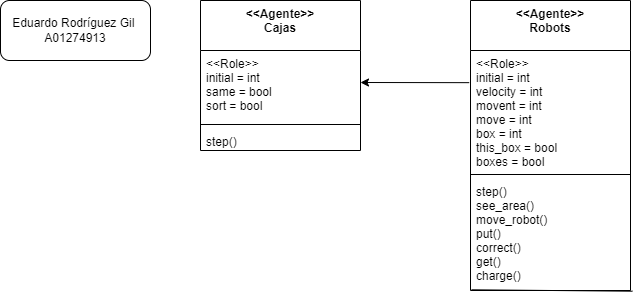 Eduardo Rodríguez Gil
A01274913
<<Agente>>
Cajas
<<Role>>
initial = int
same = bool
sort = bool
step()
<<Agente>>
Robots
<<Role>>
initial = int
velocity = int
movent = int
move = int
box = int
this_box = bool
boxes = bool
step()
see_area()
move_robot()
put()
correct()
get()
charge()